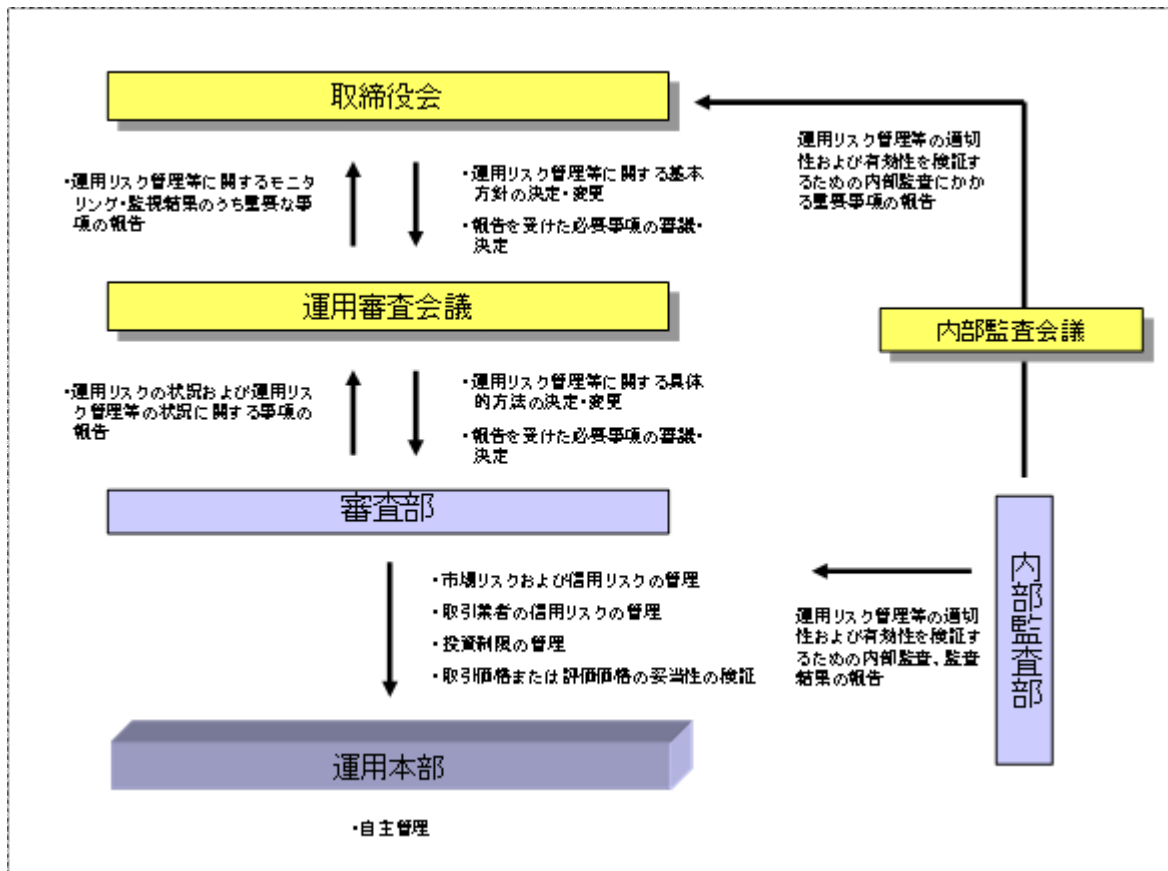 取締役会
・運用リスク管理等に関するモニタ
リング・監視結果のうち重要な事
項の報告
・運用リスク管理等に関する基本
方針の決定・変更
・報告を受けた必要事項の審議・
決定
運用リスク管理等の適切
性および有効性を検証す
るための内部監査にかか
る重要事項の報告
運用審査会議
内部監査会議
・運用リスクの状況および運用リス
ク管理等の状況に関する事項の
報告
・運用リスク管理等に関する具体
的方法の決定・変更
・報告を受けた必要事項の審議・
決定
審査部
・市場リスクおよび信用リスクの管理
・取引業者の信用リスクの管理
・投資制限の管理
・取引価格または評価価格の妥当性の検証
運用リスク管理等の適切
性および有効性を検証す
るための内部監査、監査
結果の報告
内部監査部
運用本部
・自主管理